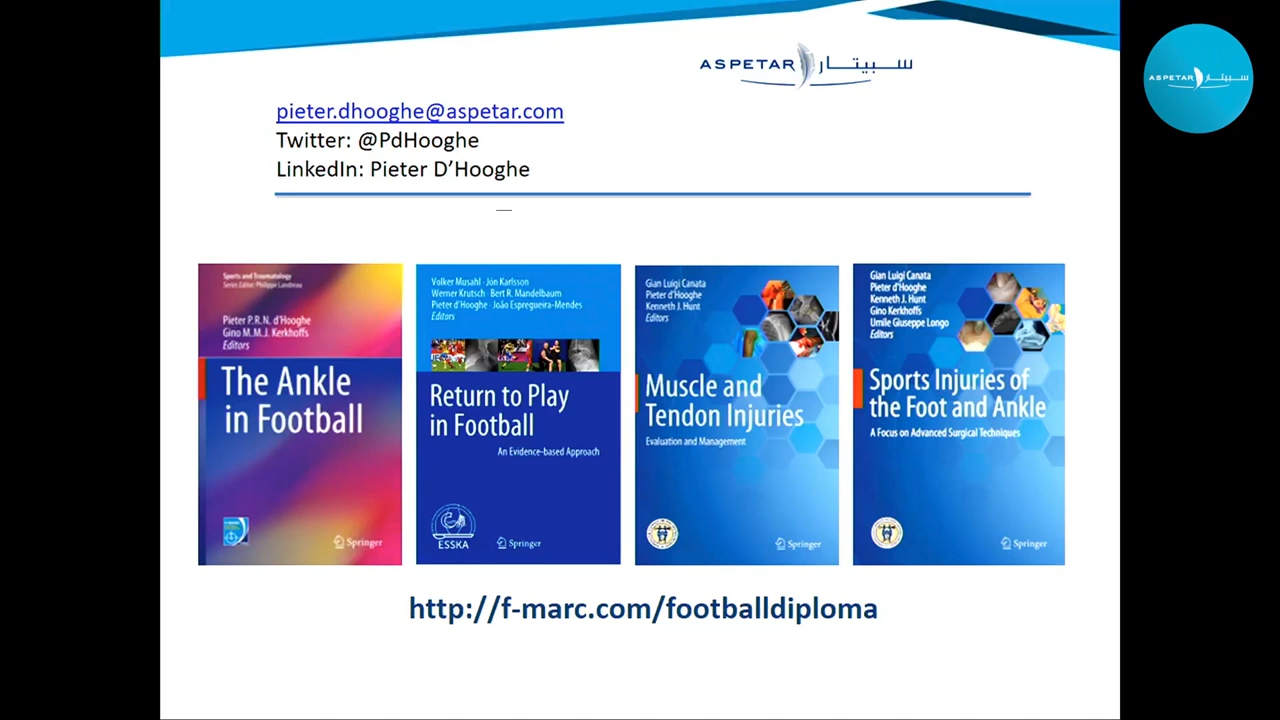 ASPETAR سبيتار
ASPETAR سبيتار
pieter.dhooghe@aspetar.com
Twitter: @PdHooghe
LinkedIn: Pieter D’Hooghe
Sports and Traumatology
Series Editor: Philippe Landreau
Pieter P.R.N. d'Hooghe
Gino M.M.J. Kerkhoffs
Editors
The Ankle
in Football
Springer
Volker Musahl · Jón Karlsson
Werner Krutsch · Bert R. Mandelbaum
Pieter d'Hooghe · João Espregueira-Mendes
Editors
Return to Play
in Football
An Evidence-based Approach
ESSKA
Springer
Gian Luigi Canata
Pieter d'Hooghe
Kenneth J. Hunt
Editors
Muscle and
Tendon Injuries
Evaluation and Management
Springer
Gian Luigi Canata
Pieter d'Hooghe
Kenneth J. Hunt
Gino Kerkhoffs
Umile Giuseppe Longo
Editors
Sports Injuries of
the Foot and Ankle
A Focus on Advanced Surgical Techniques
Springer
http://f-marc.com/footballdiploma